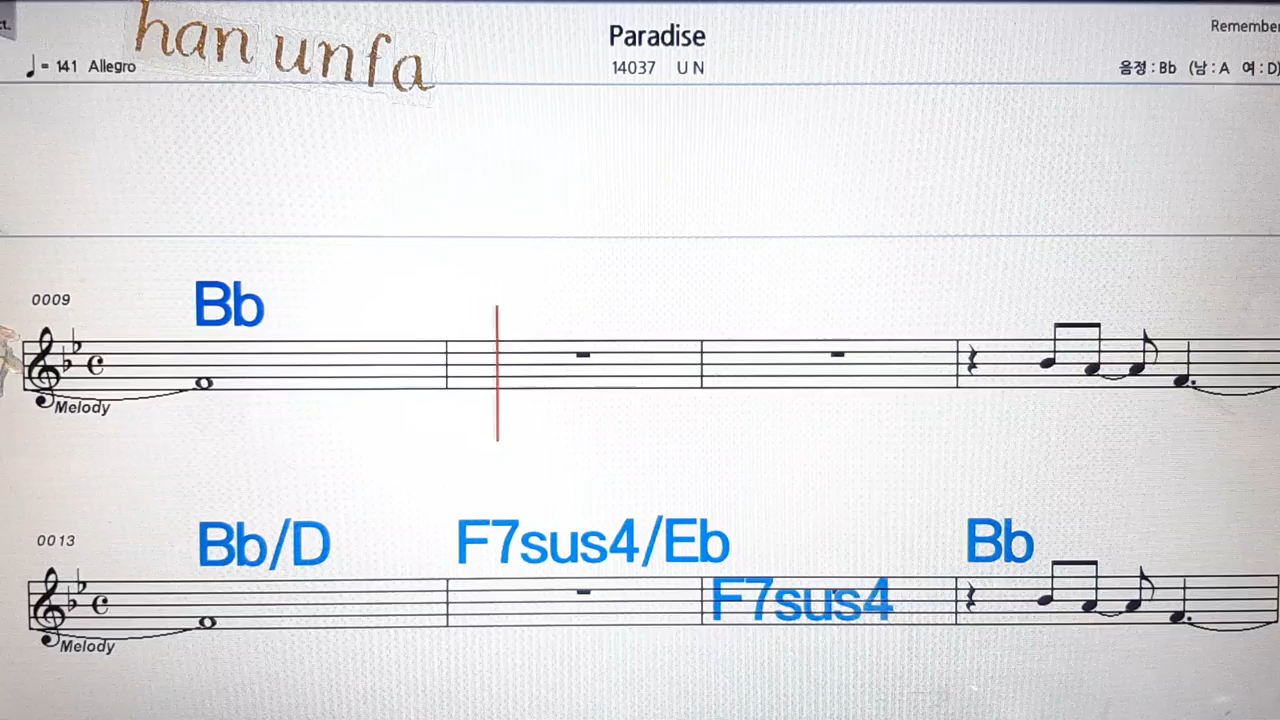 ct.
han unfa
Paradise
Remember
♩= 141 Allegro
14037 U N
음정 : Bb (남 : A 여 : D)
0009
Bb
Melody
0013
Bb/D
F7sus4/Eb
F7sus4
Bb
Melody